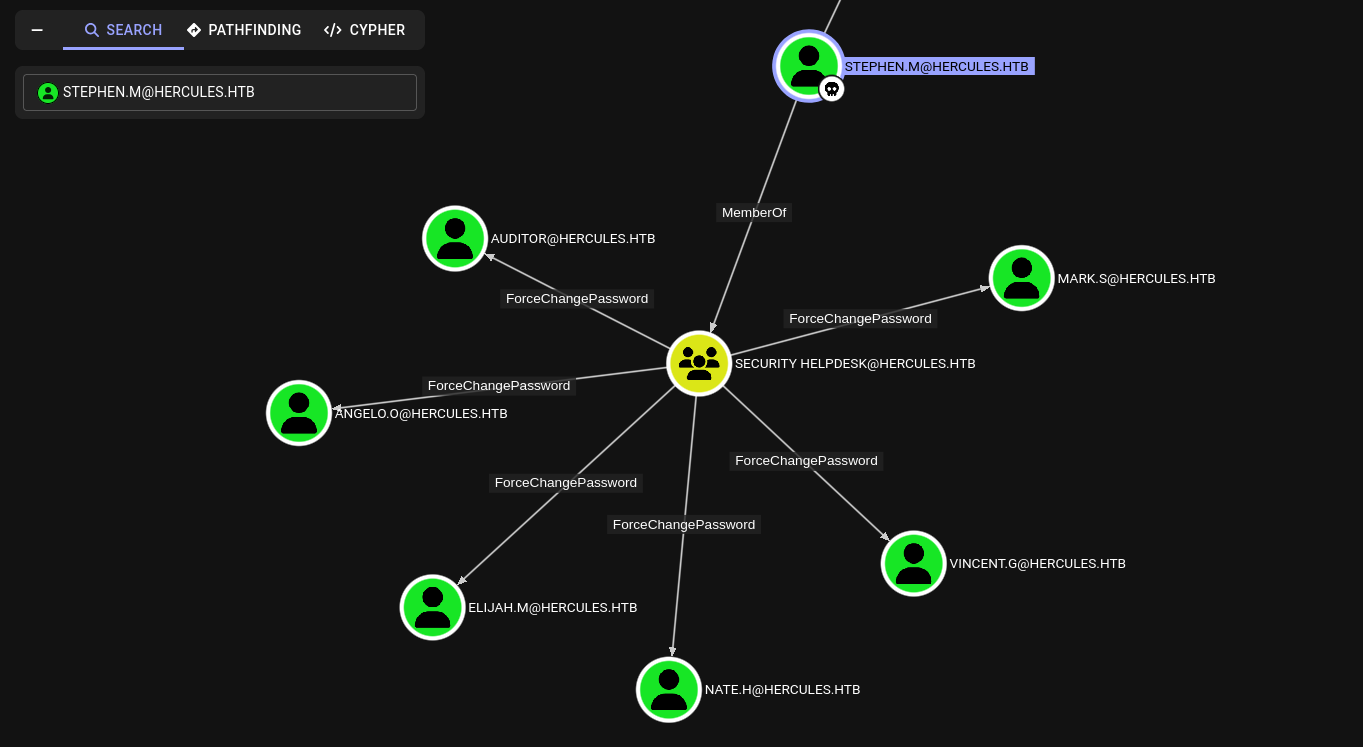 SEARCH
PATHFINDING
CYPHER
STEPHEN.M@HERCULES.HTB
STEPHEN.M@HERCULES.HTB
MemberOf
AUDITOR@HERCULES.HTB
MARK.S@HERCULES.HTB
ForceChangePassword
ForceChangePassword
SECURITY HELPDESK@HERCULES.HTB
ForceChangePassword
ANGELO.O@HERCULES.HTB
ForceChangePassword
ForceChangePassword
ForceChangePassword
VINCENT.G@HERCULES.HTB
ELIJAH.M@HERCULES.HTB
NATE.H@HERCULES.HTB